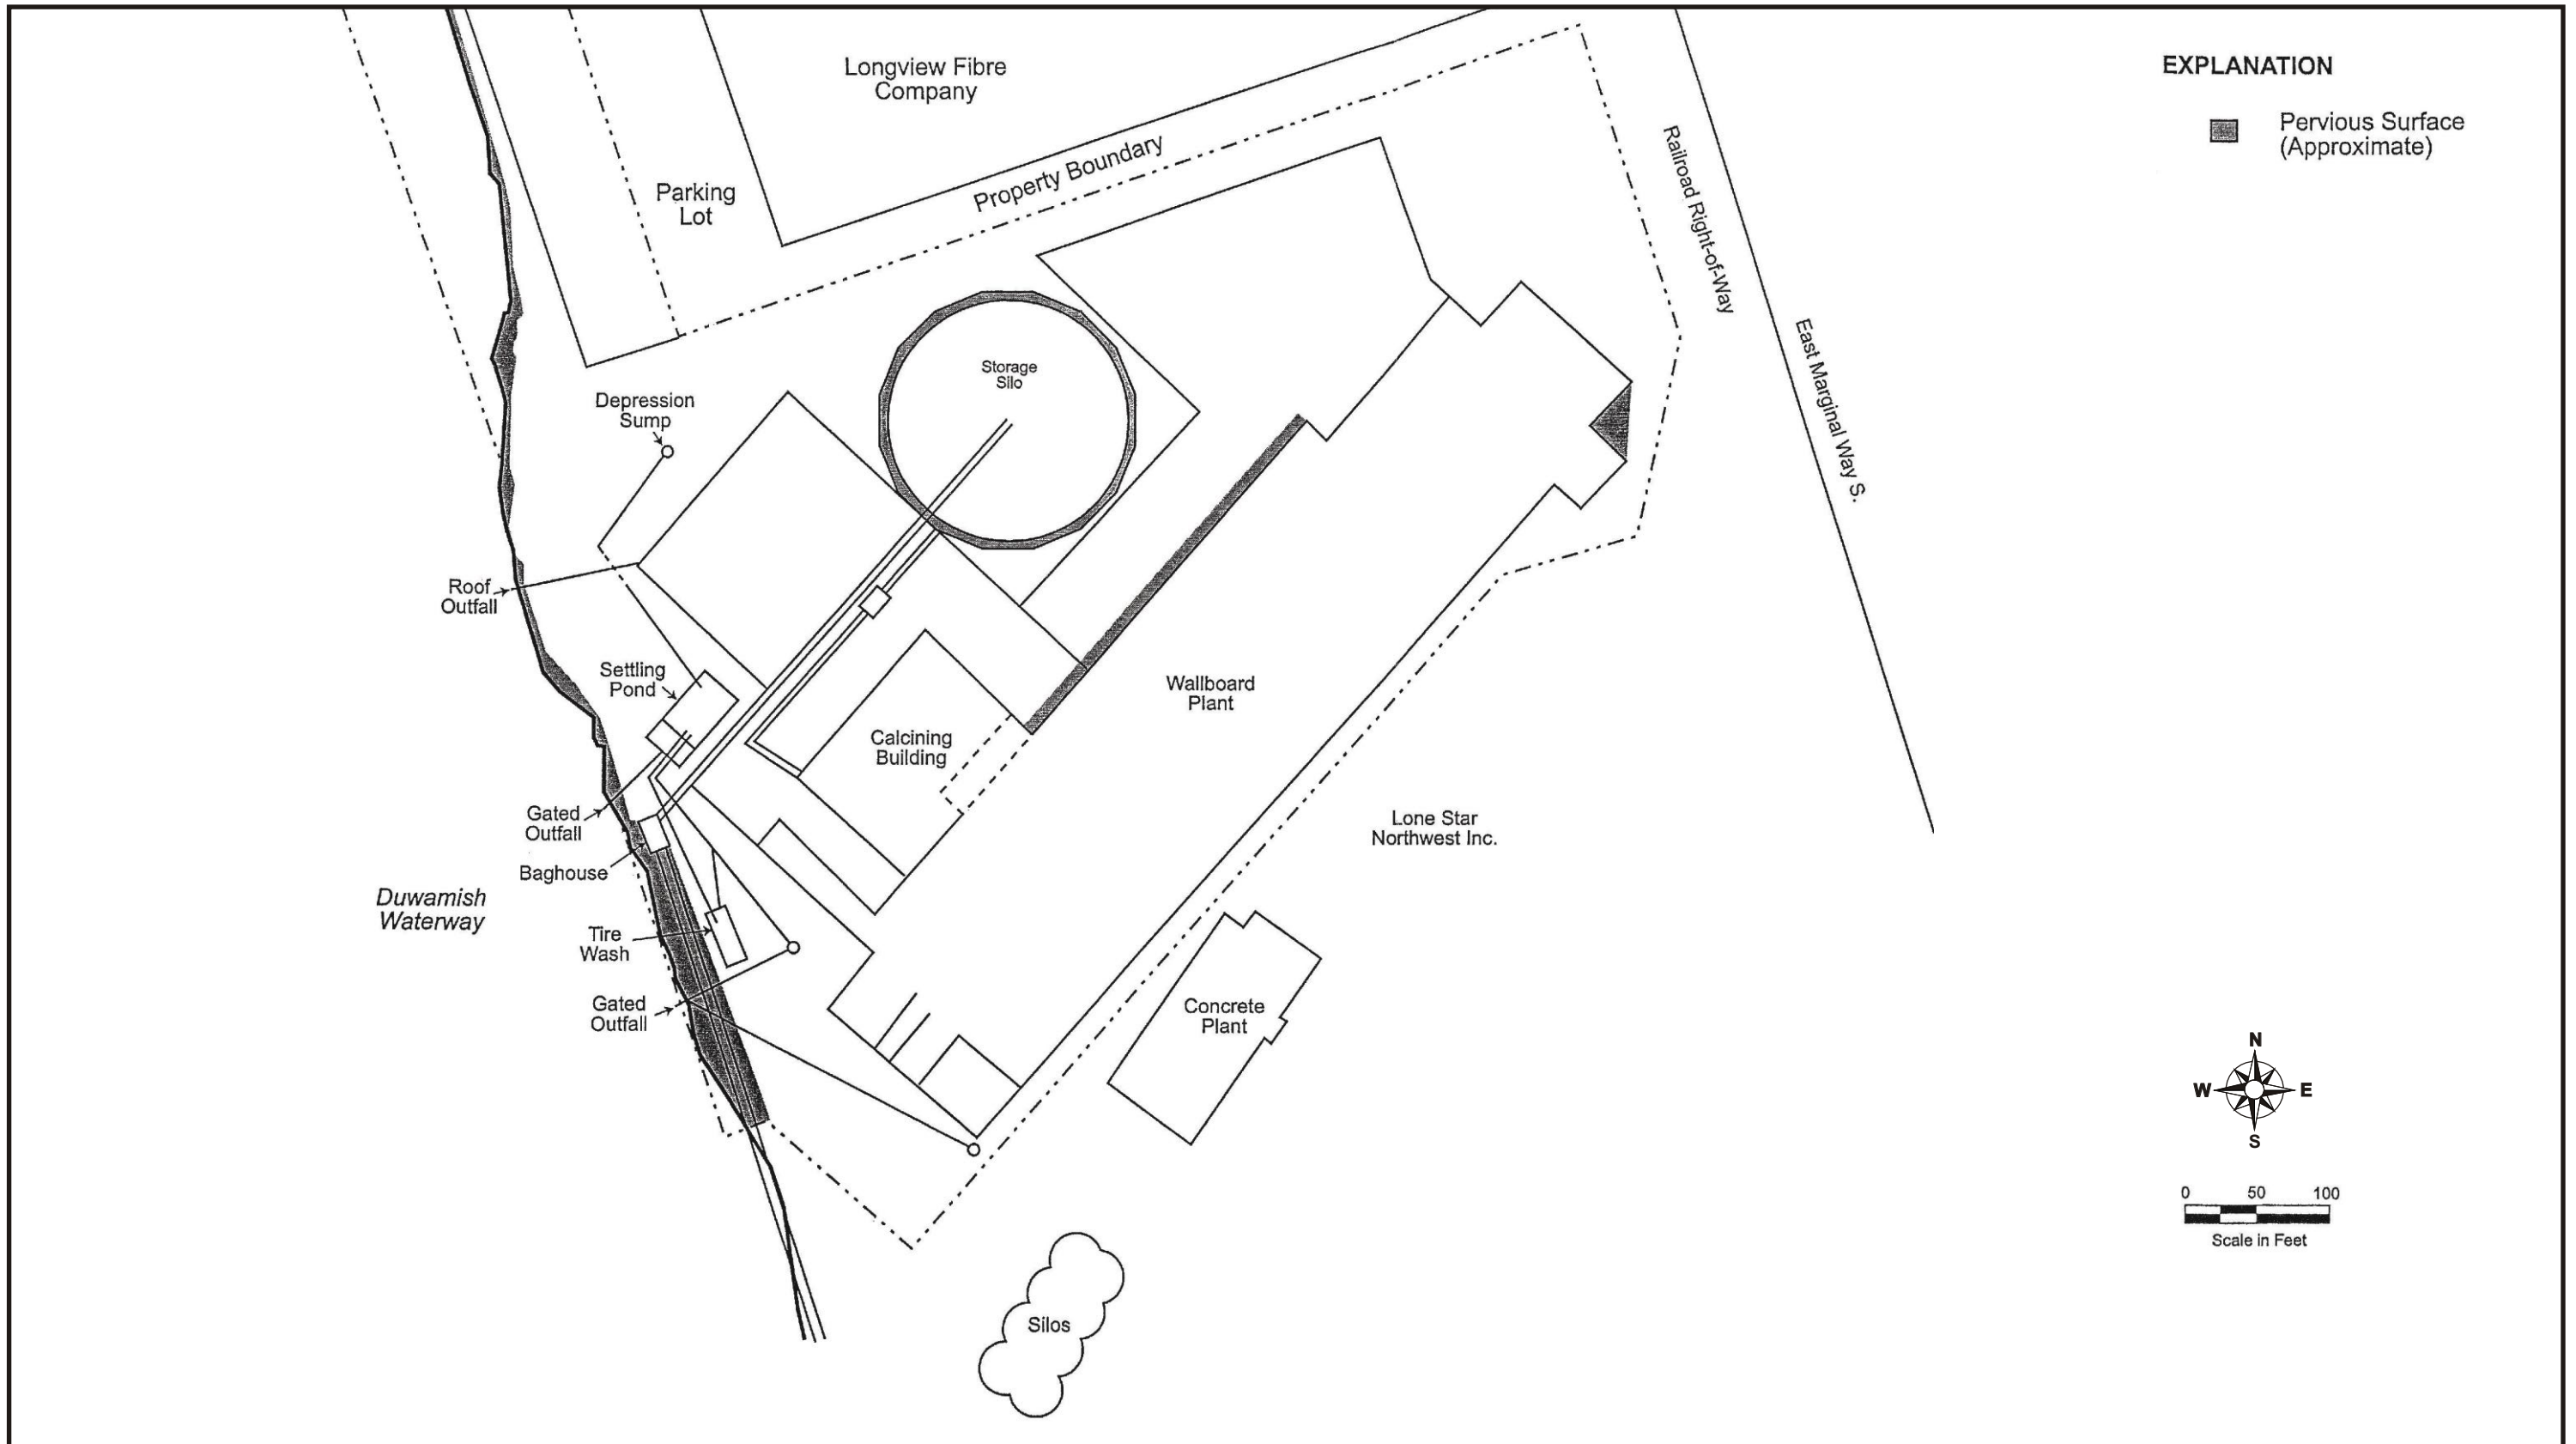 Longview Fibre
Company
EXPLANATION
Pervious Surface
(Approximate)
Property Boundary
Railroad Right-of-Way
Parking
Lot
East Marginal Way S.
Storage
Silo
Depression
Sump
Roof
Outfall
Settling
Pond
Wallboard
Plant
Calcining
Building
Gated
Outfall
Lone Star
Northwest Inc.
Baghouse
Duwamish
Waterway
Tire
Wash
Gated
Outfall
Concrete
Plant
N
W E
S
0 50 100
Scale in Feet
Silos